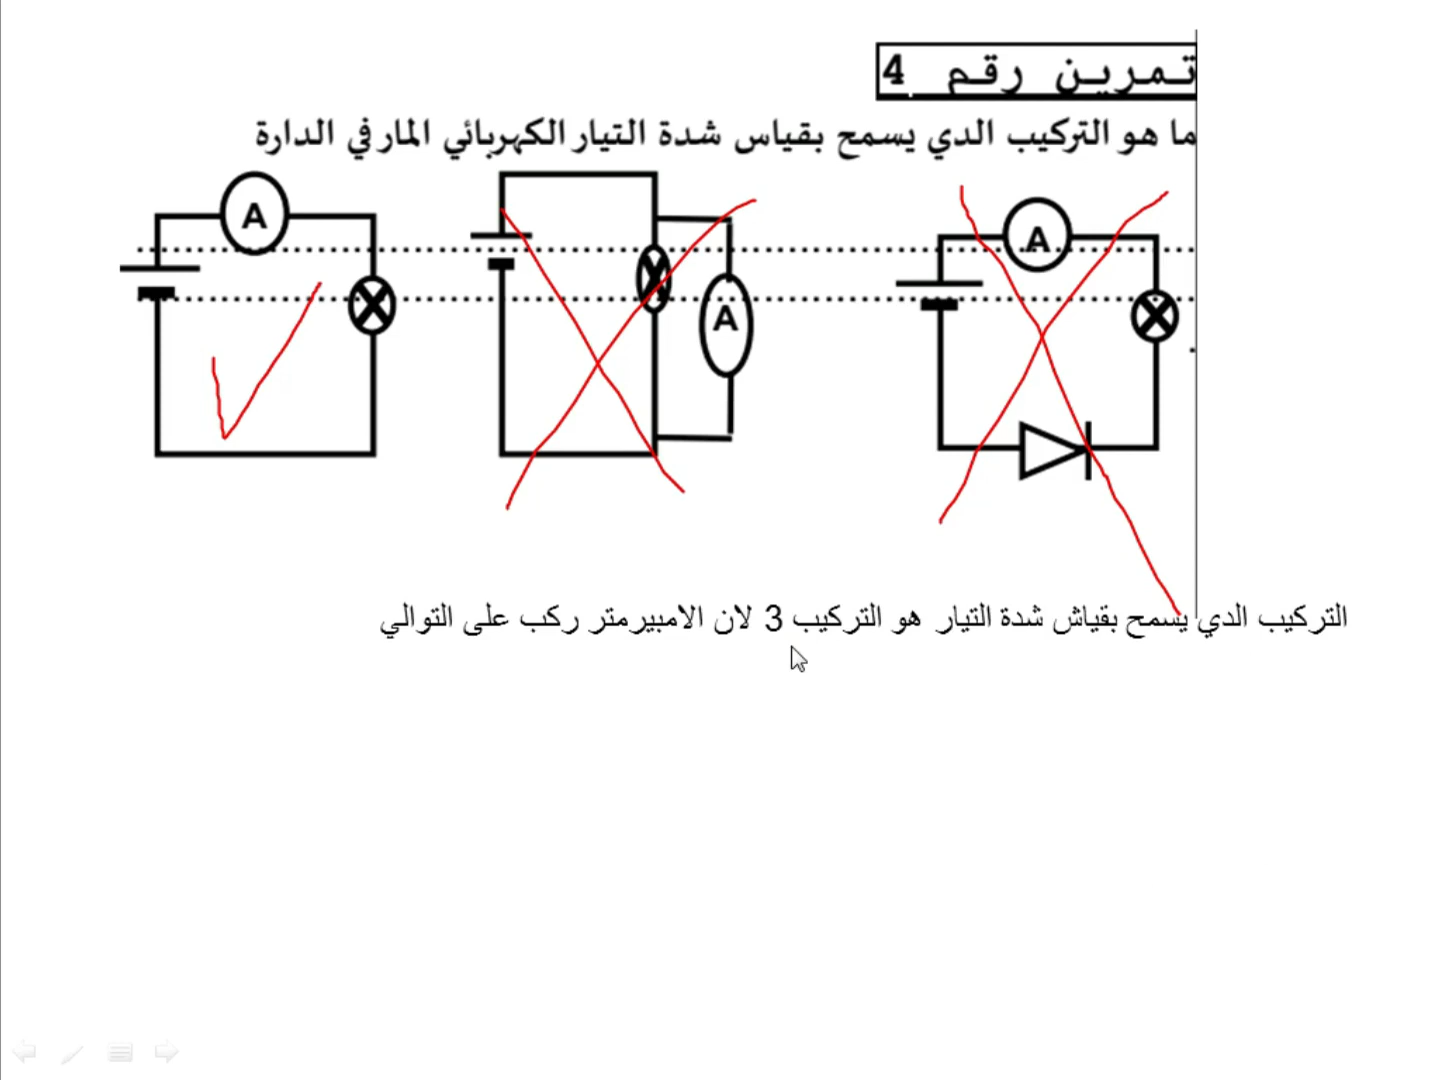 تمرين رقم 4
ما هو التركيب الدي يسمح بقياس شدة التيار الكهربائي المار في الدارة
A
A
A
التركيب الدي يسمح بقياش شدة التيار هو التركيب 3 لان الامبيرمتر ركب على التوالي